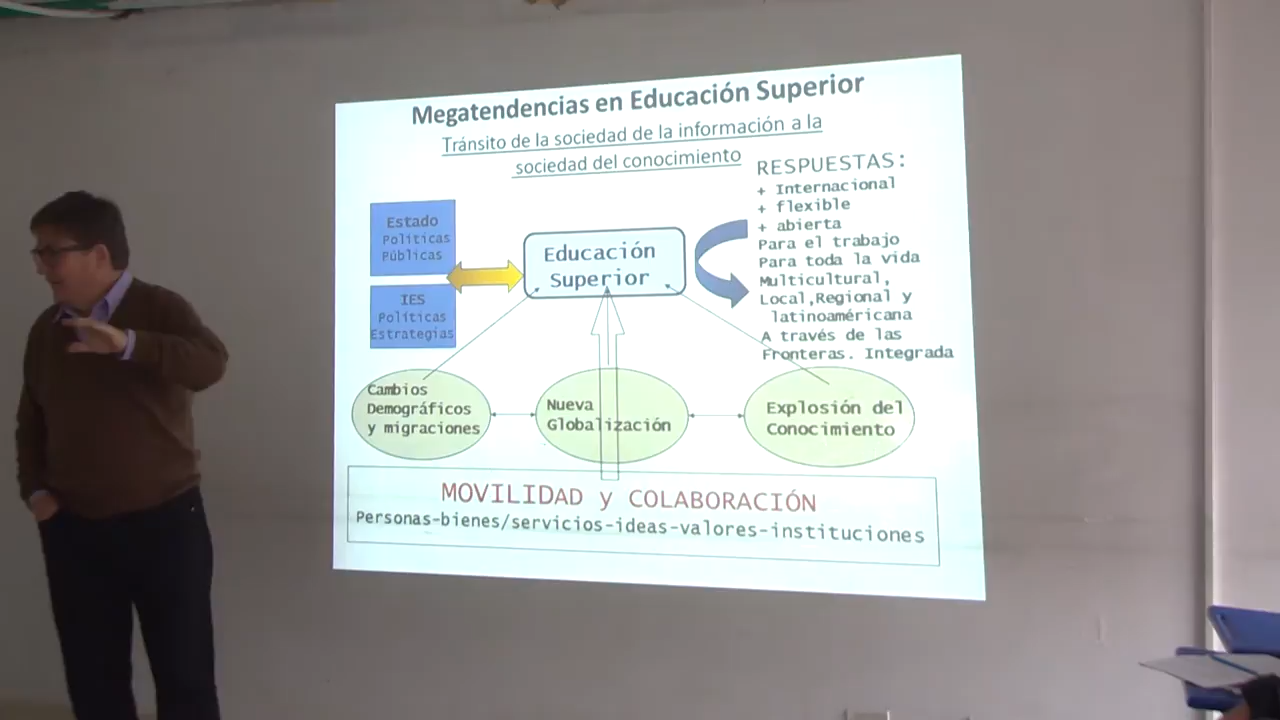 Megatendencias en Educación Superior
Tránsito de la sociedad de la información a la
sociedad del conocimiento
Estado
Políticas
Públicas
IES
Políticas
Estrategias
Educación
Superior
RESPUESTAS:
+ Internacional
+ flexible
+ abierta
Para el trabajo
Para toda la vida
Multicultural,
Local,Regional y
latinoaméricana
A través de las
Fronteras. Integrada
Cambios
Demográficos
y migraciones
Nueva
Globalización
Explosión del
Conocimiento
MOVILIDAD y COLABORACIÓN
Personas-bienes/servicios-ideas-valores-instituciones